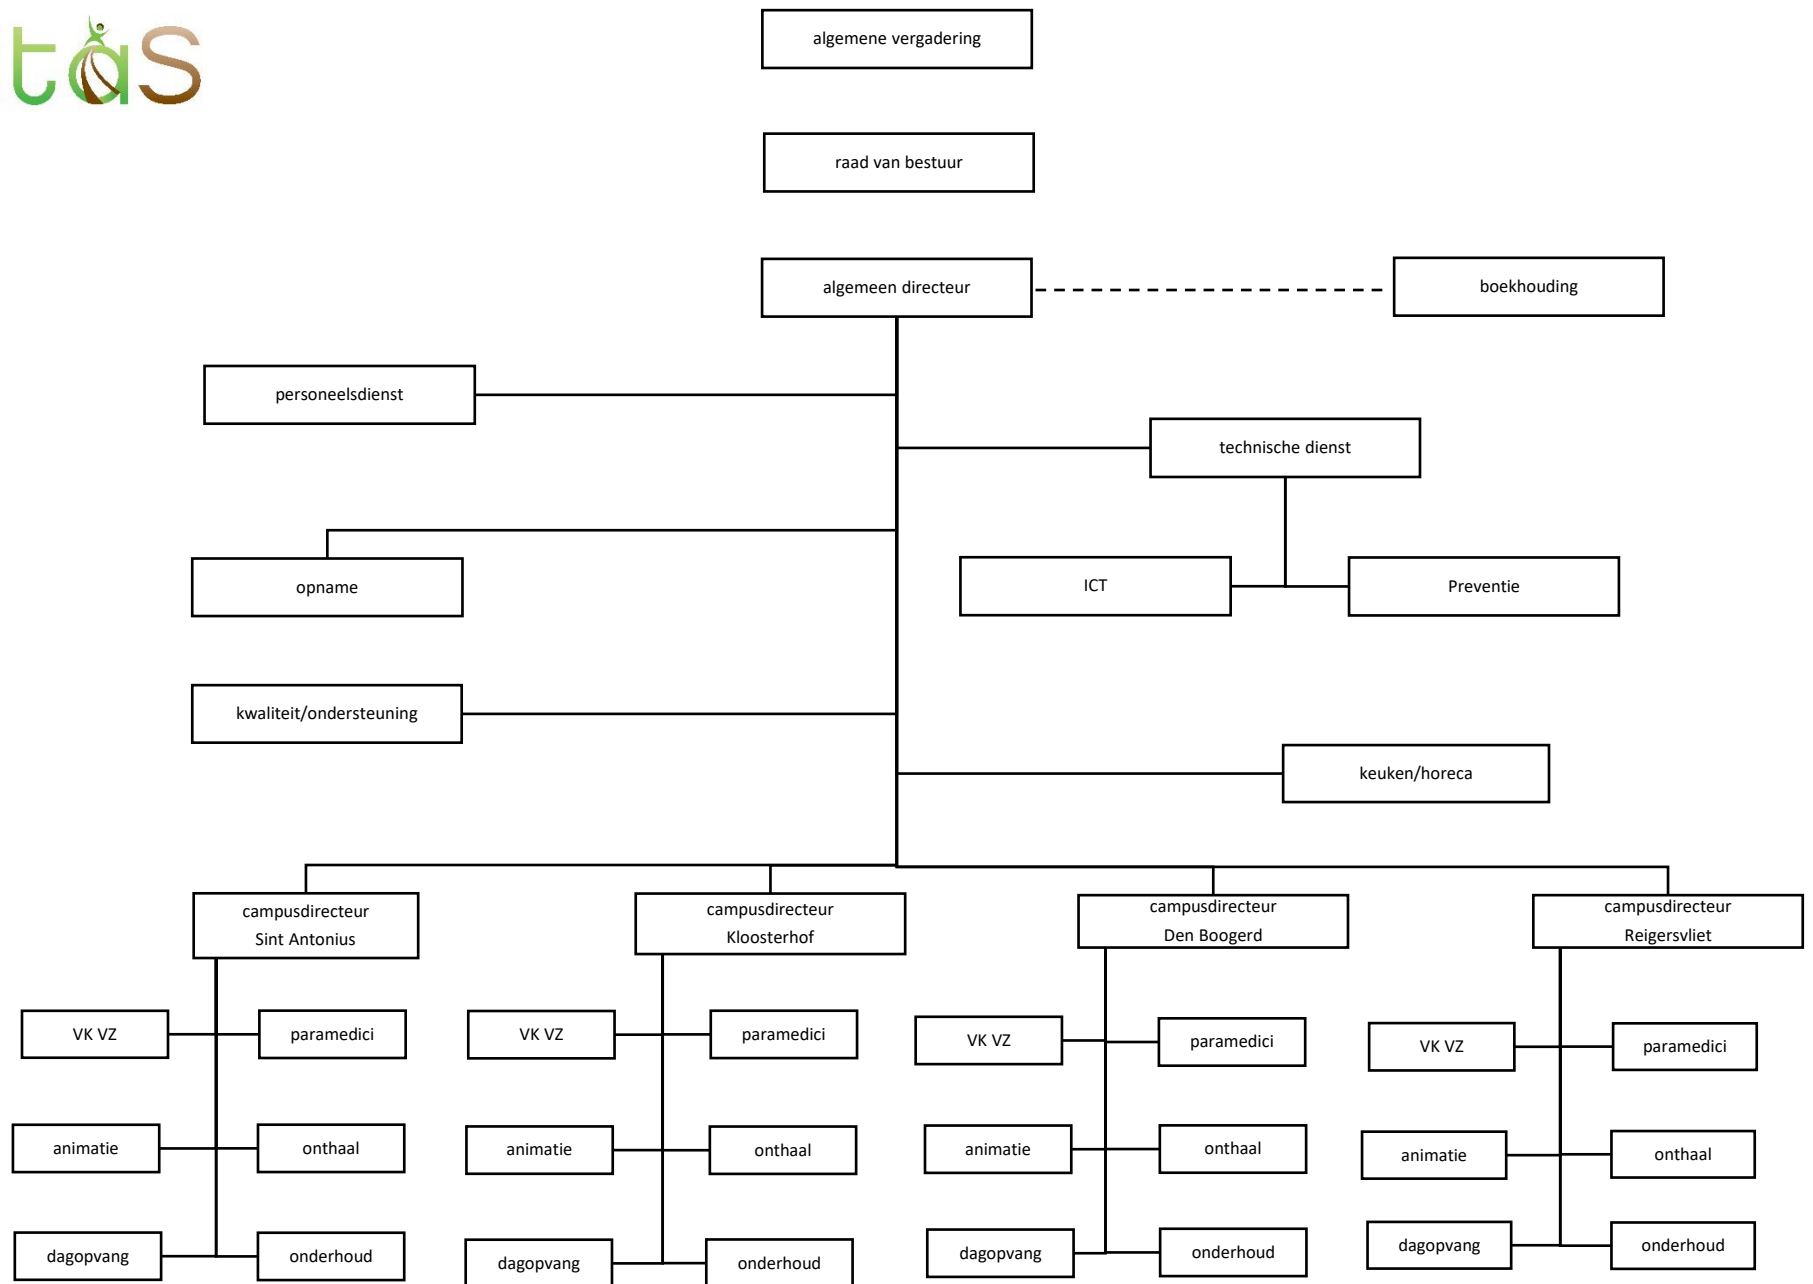 tas
algemene vergadering
raad van bestuur
algemeen directeur
boekhouding
personeelsdienst
technische dienst
opname
ICT
Preventie
kwaliteit/ondersteuning
keuken/horeca
campusdirecteur
Sint Antonius
campusdirecteur
Kloosterhof
campusdirecteur
Den Boogerd
campusdirecteur
Reigersvliet
VK VZ
paramedici
VK VZ
paramedici
VK VZ
paramedici
VK VZ
paramedici
animatie
onthaal
animatie
onthaal
animatie
onthaal
animatie
onthaal
dagopvang
onderhoud
dagopvang
onderhoud
dagopvang
onderhoud
dagopvang
onderhoud